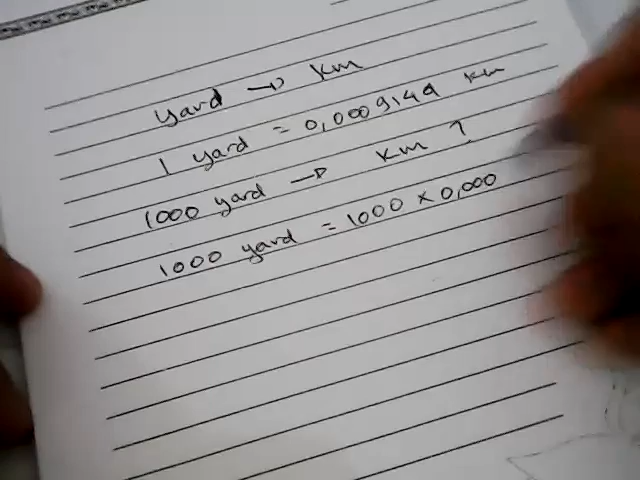 yard → km
1 yard = 0,0009144 km
1000 yard → km ?
1000 yard = 1000 x 0,000